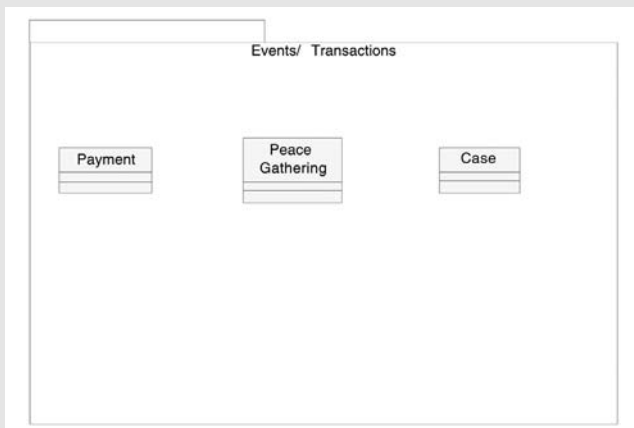 Events/ Transactions
Payment
Peace
Gathering
Case